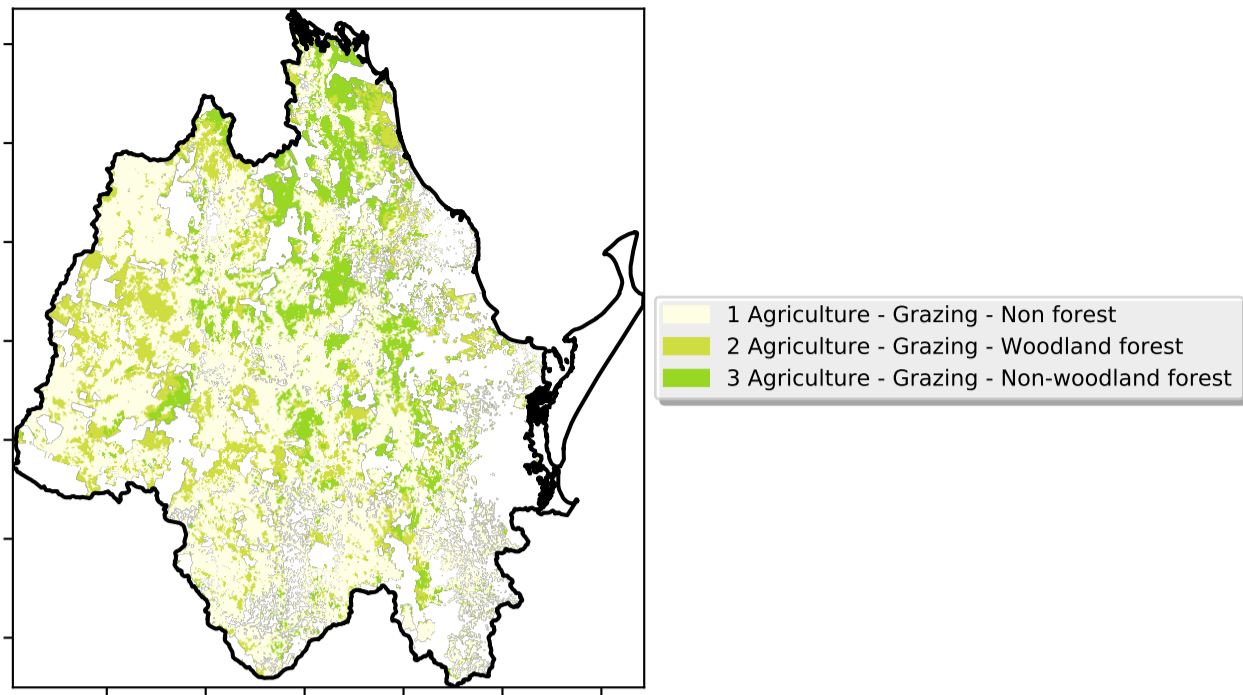 1 Agriculture - Grazing - Non forest
2 Agriculture - Grazing - Woodland forest
3 Agriculture - Grazing - Non-woodland forest